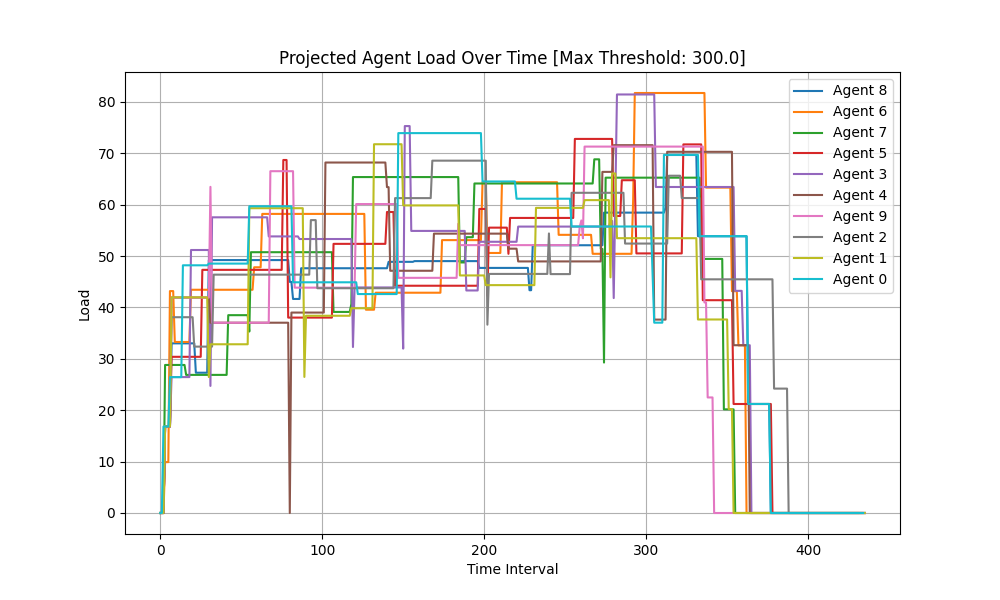 Projected Agent Load Over Time [Max Threshold: 300.0]
Load
80
70
60
50
40
30
20
10
0
0
100
200
300
400
Time Interval
Agent 8
Agent 6
Agent 7
Agent 5
Agent 3
Agent 4
Agent 9
Agent 2
Agent 1
Agent 0